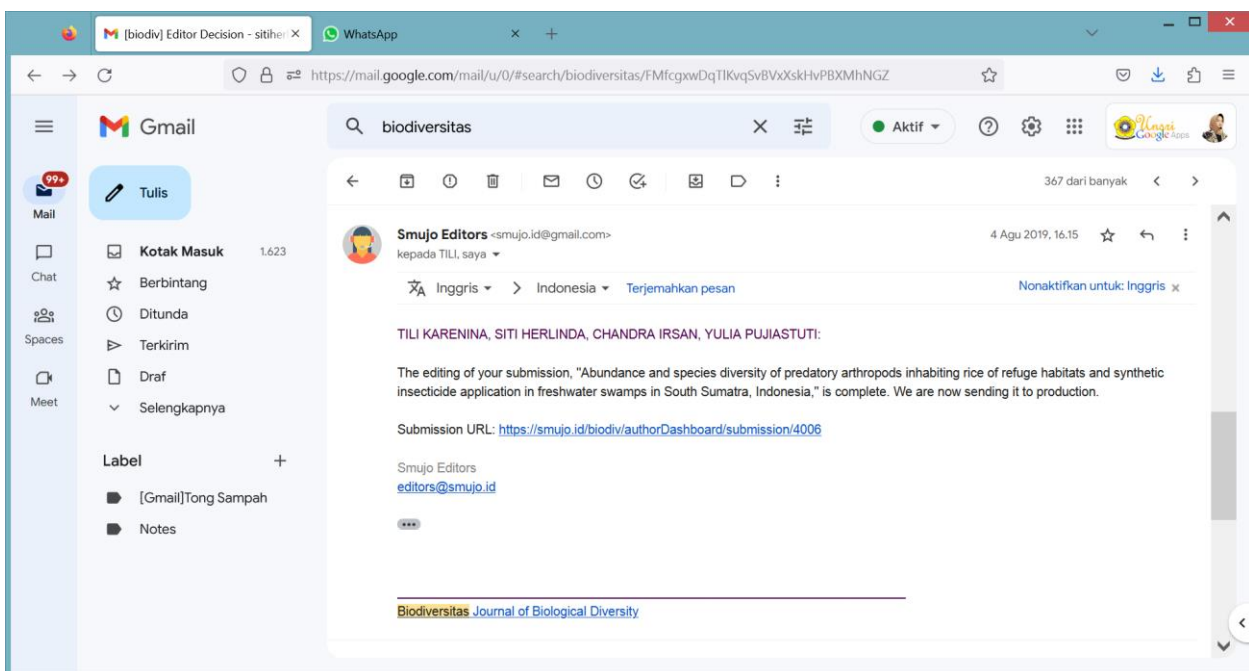 [biodiv] Editor Decision - sitiher
WhatsApp
https://mail.google.com/mail/u/0/#search/biodiversitas/FMfcgxwDqTlKvqSvBVxXskHvPBXMhNGZ
Gmail
biodiversitas
Aktif
Unsri
Google Apps
99+
Mail
Chat
Spaces
Meet
Tulis
Kotak Masuk 1.623
Berbintang
Ditunda
Terkirim
Draf
Selengkapnya
Label
[Gmail]Tong Sampah
Notes
367 dari banyak
Smujo Editors <smujo.id@gmail.com>
4 Agu 2019, 16.15
kepada TILI, saya
Inggris > Indonesia Terjemahkan pesan
Nonaktifkan untuk: Inggris x
TILI KARENINA, SITI HERLINDA, CHANDRA IRSAN, YULIA PUJIASTUTI:
The editing of your submission, "Abundance and species diversity of predatory arthropods inhabiting rice of refuge habitats and synthetic
insecticide application in freshwater swamps in South Sumatra, Indonesia," is complete. We are now sending it to production.
Submission URL: https://smujo.id/biodiv/authorDashboard/submission/4006
Smujo Editors
editors@smujo.id
Biodiversitas Journal of Biological Diversity